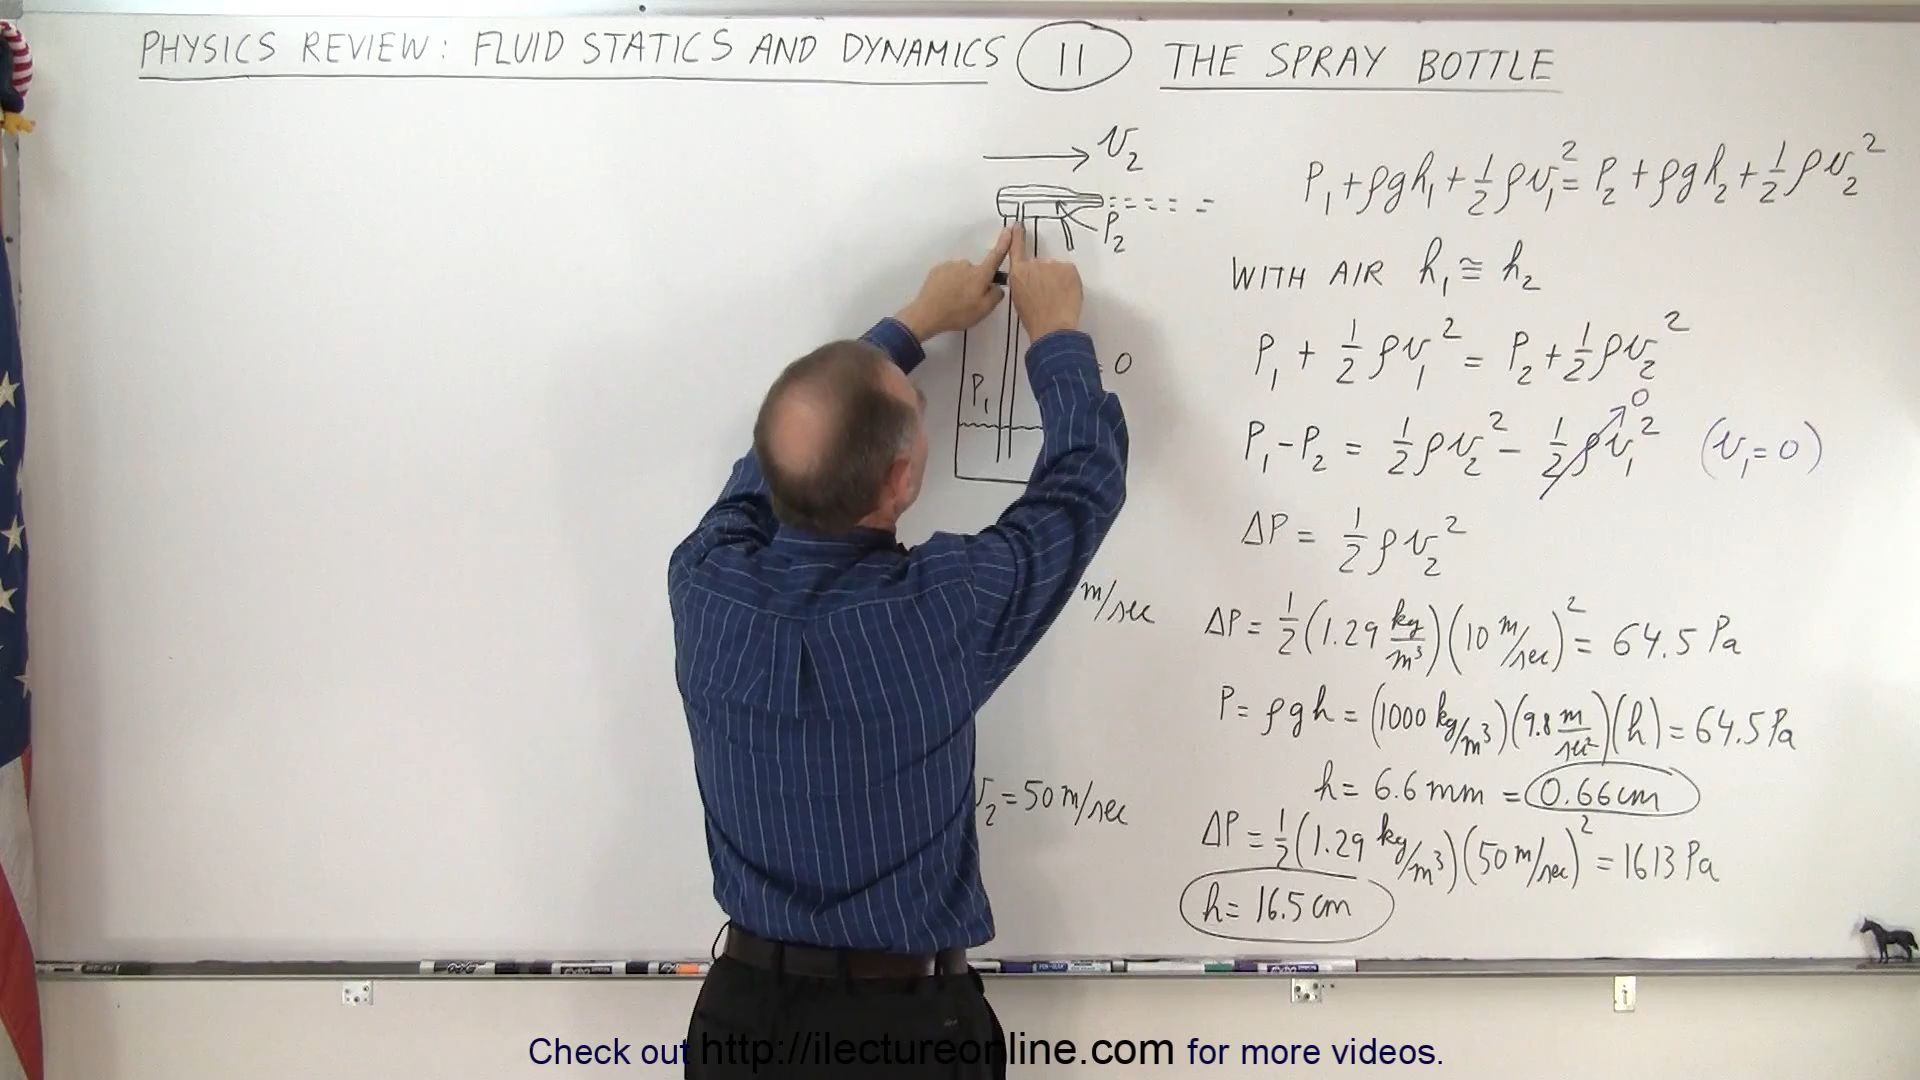 PHYSICS REVIEW: FLUID STATICS AND DYNAMICS 11 THE SPRAY BOTTLE
v₂
P₂
P₁
= 0
m/sec
v₂ = 50 m/sec
P₁ + ρgh₁ + ½ρv₁² = P₂ + ρgh₂ + ½ρv₂²
WITH AIR h₁ ≅ h₂
P₁ + ½ρv₁² = P₂ + ½ρv₂²
P₁ - P₂ = ½ρv₂² - ½ρv₁² → 0 (v₁ = 0)
ΔP = ½ρv₂²
ΔP = ½(1.29 kg/m³)(10 m/sec)² = 64.5 Pa
P = ρgh = (1000 kg/m³)(9.8 m/sec²)(h) = 64.5 Pa
h = 6.6 mm = 0.66 cm
ΔP = ½(1.29 kg/m³)(50 m/sec)² = 1613 Pa
h = 16.5 cm
Check out http://ilectureonline.com for more videos.